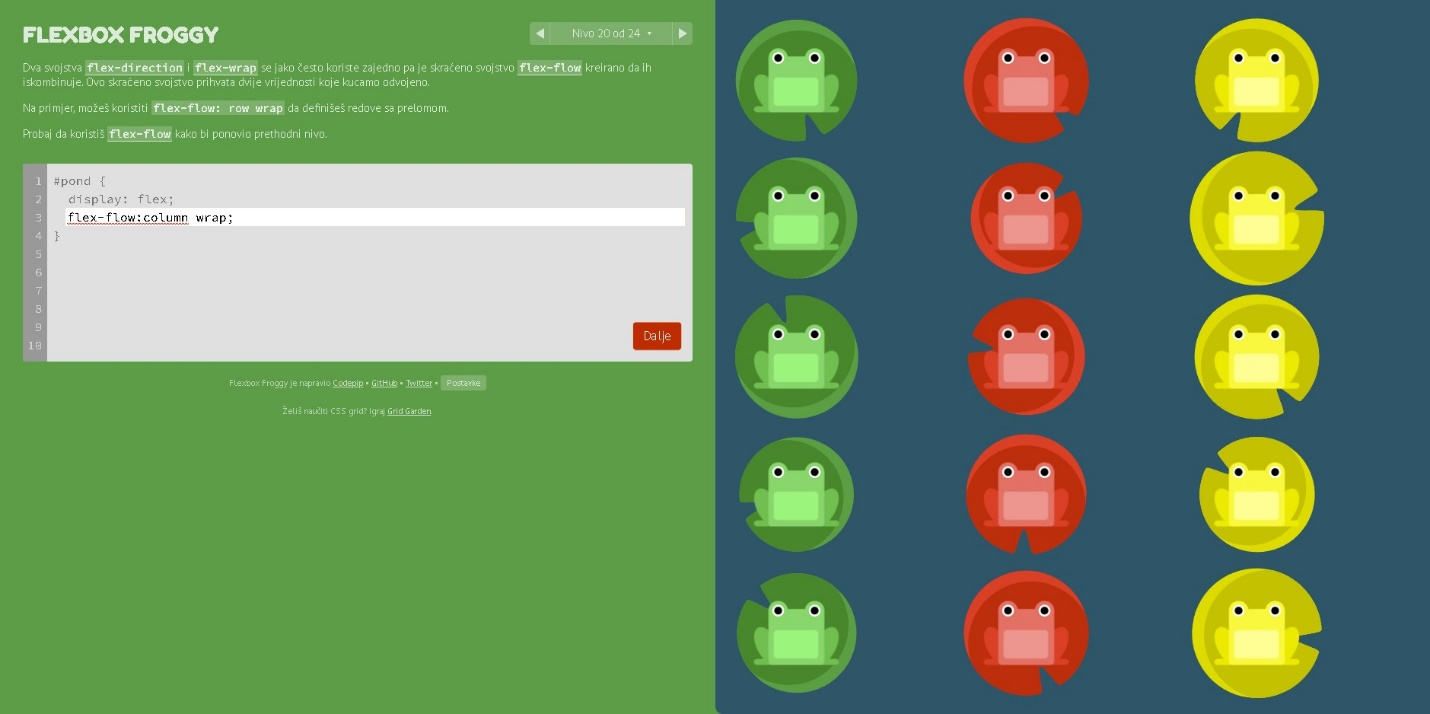 FLEXBOX FROGGY
Nivo 20 od 24
Dva svojstva flex-direction i flex-wrap se jako često koriste zajedno pa je skraćeno svojstvo flex-flow kreirano da ih
iskombinuje. Ovo skraćeno svojstvo prihvata dvije vrijednosti koje kucamo odvojeno.
Na primjer, možeš koristiti flex-flow: row wrap da definišeš redove sa prelomom.
Probaj da koristiš flex-flow kako bi ponovio prethodni nivo.
1 #pond {
2 display: flex;
3 flex-flow:column wrap;
4 }
5
6
7
8
9
10
Dalje
Flexbox Froggy je napravio Codepip • GitHub • Twitter • Postavke
Želiš naučiti CSS grid? Igraj Grid Garden.